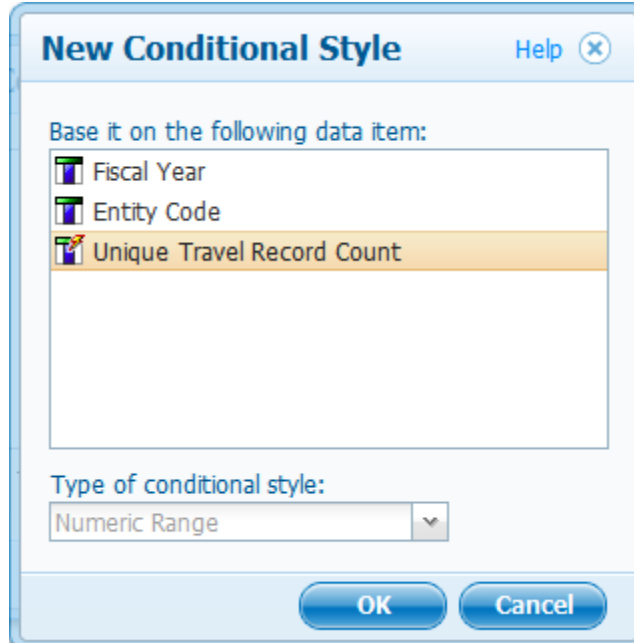 New Conditional Style Help
Base it on the following data item:
Fiscal Year
Entity Code
Unique Travel Record Count
Type of conditional style:
Numeric Range
OK Cancel